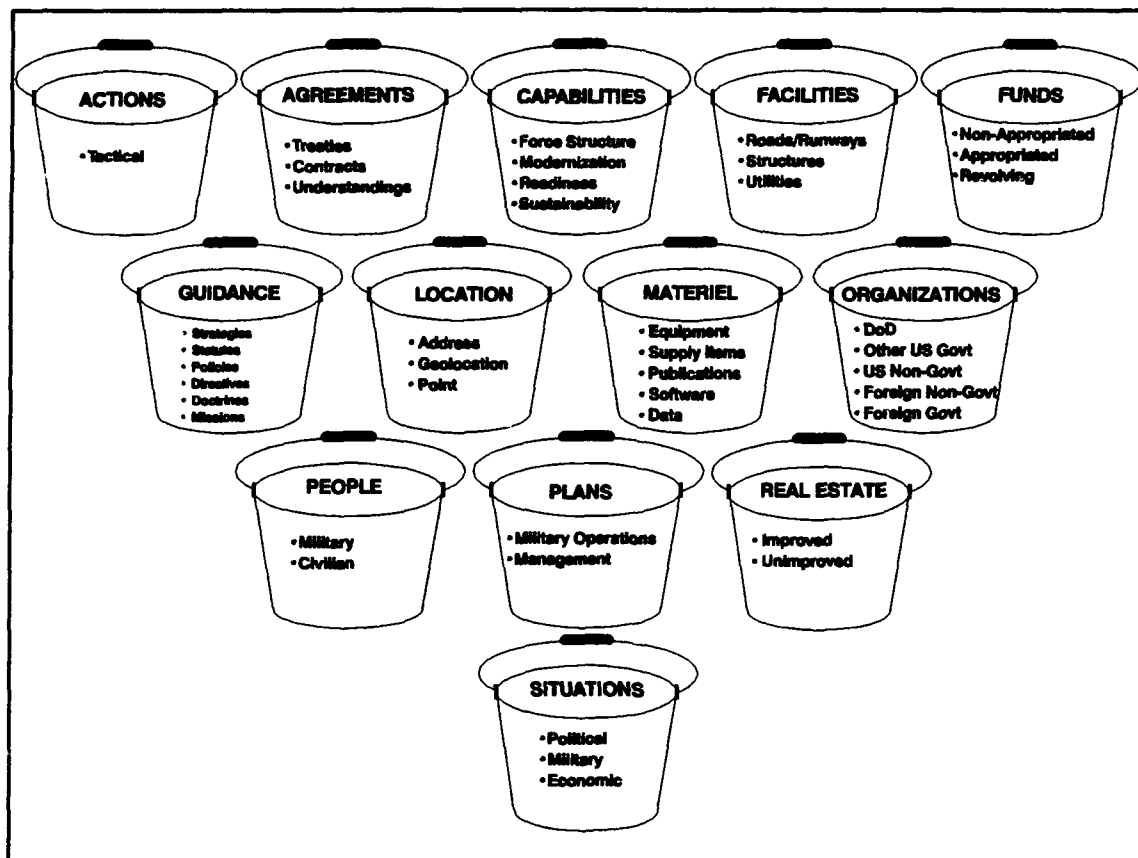 ACTIONS
• Tactical
AGREEMENTS
• Treaties
• Contracts
• Understandings
CAPABILITIES
• Force Structure
• Modernization
• Readiness
• Sustainability
FACILITIES
• Roads/Runways
• Structures
• Utilities
FUNDS
• Non-Appropriated
• Appropriated
• Revolving
GUIDANCE
• Strategies
• Statutes
• Policies
• Directives
• Doctrines
• Missions
LOCATION
• Address
• Geolocation
• Point
MATERIEL
• Equipment
• Supply Items
• Publications
• Software
• Data
ORGANIZATIONS
• DoD
• Other US Govt
• US Non-Govt
• Foreign Non-Govt
• Foreign Govt
PEOPLE
• Military
• Civilian
PLANS
• Military Operations
• Management
REAL ESTATE
• Improved
• Unimproved
SITUATIONS
• Political
• Military
• Economic